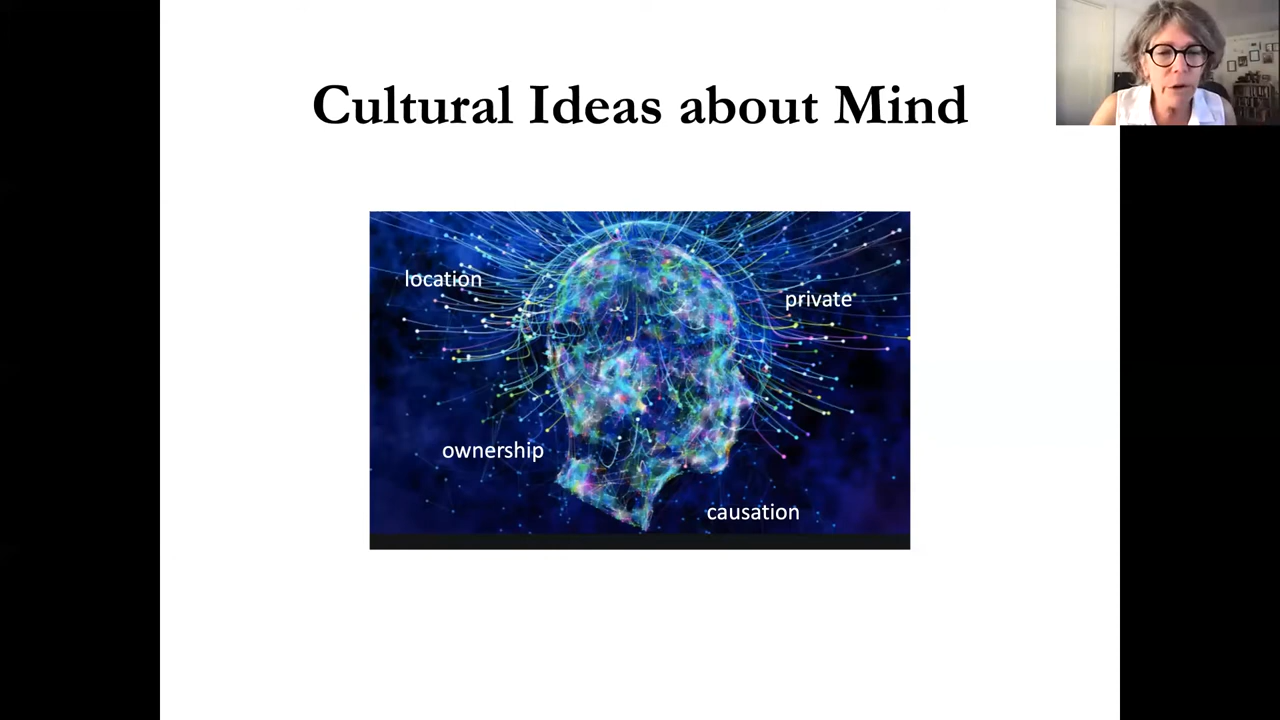 Cultural Ideas about Mind
location
private
ownership
causation